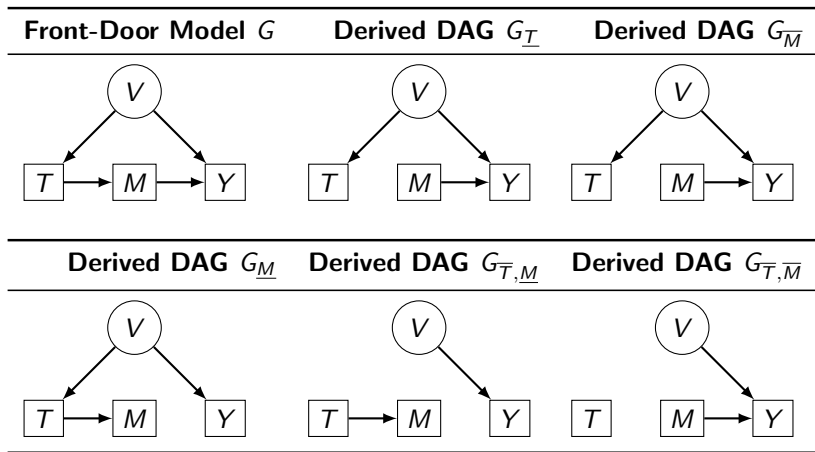 Front-Door Model G Derived DAG G_T̲ Derived DAG G_M̅
V V V
T M Y T M Y T M Y
Derived DAG G_M̲ Derived DAG G_T̅,M̲ Derived DAG G_T̅,M̅
V V V
T M Y T M Y T M Y